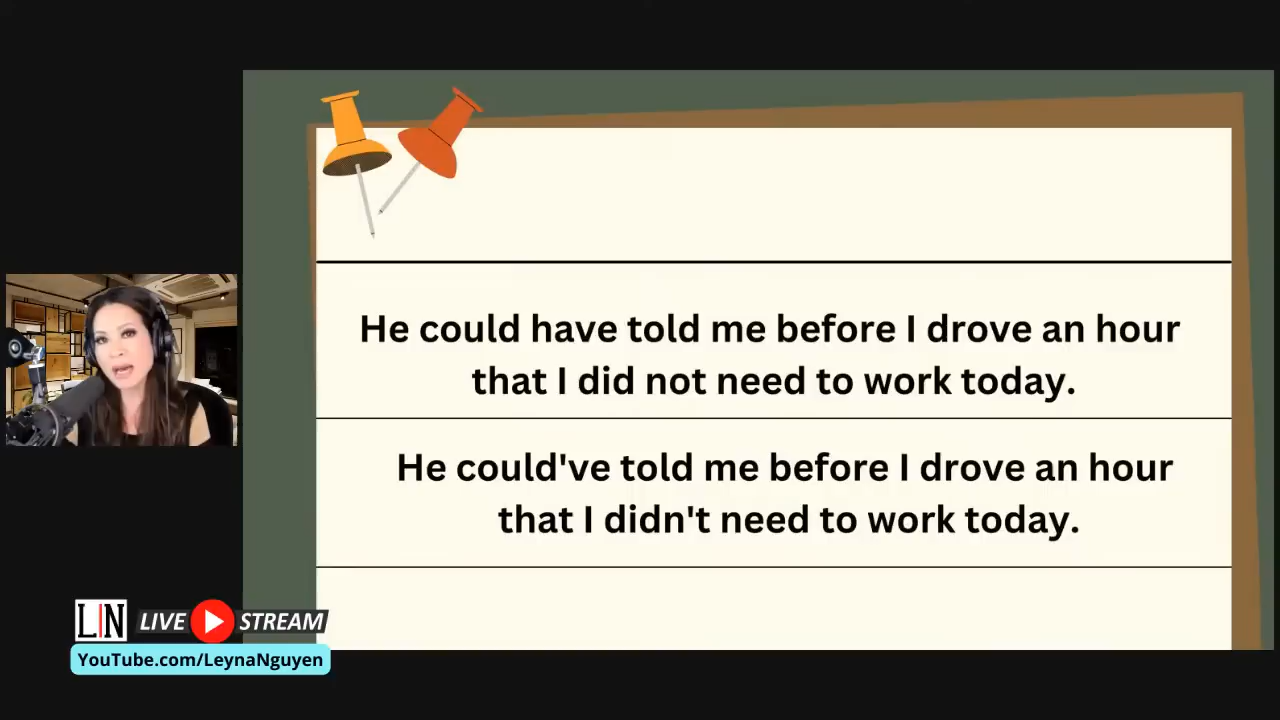 He could have told me before I drove an hour
that I did not need to work today.
He could've told me before I drove an hour
that I didn't need to work today.
LIN LIVE STREAM
YouTube.com/LeynaNguyen